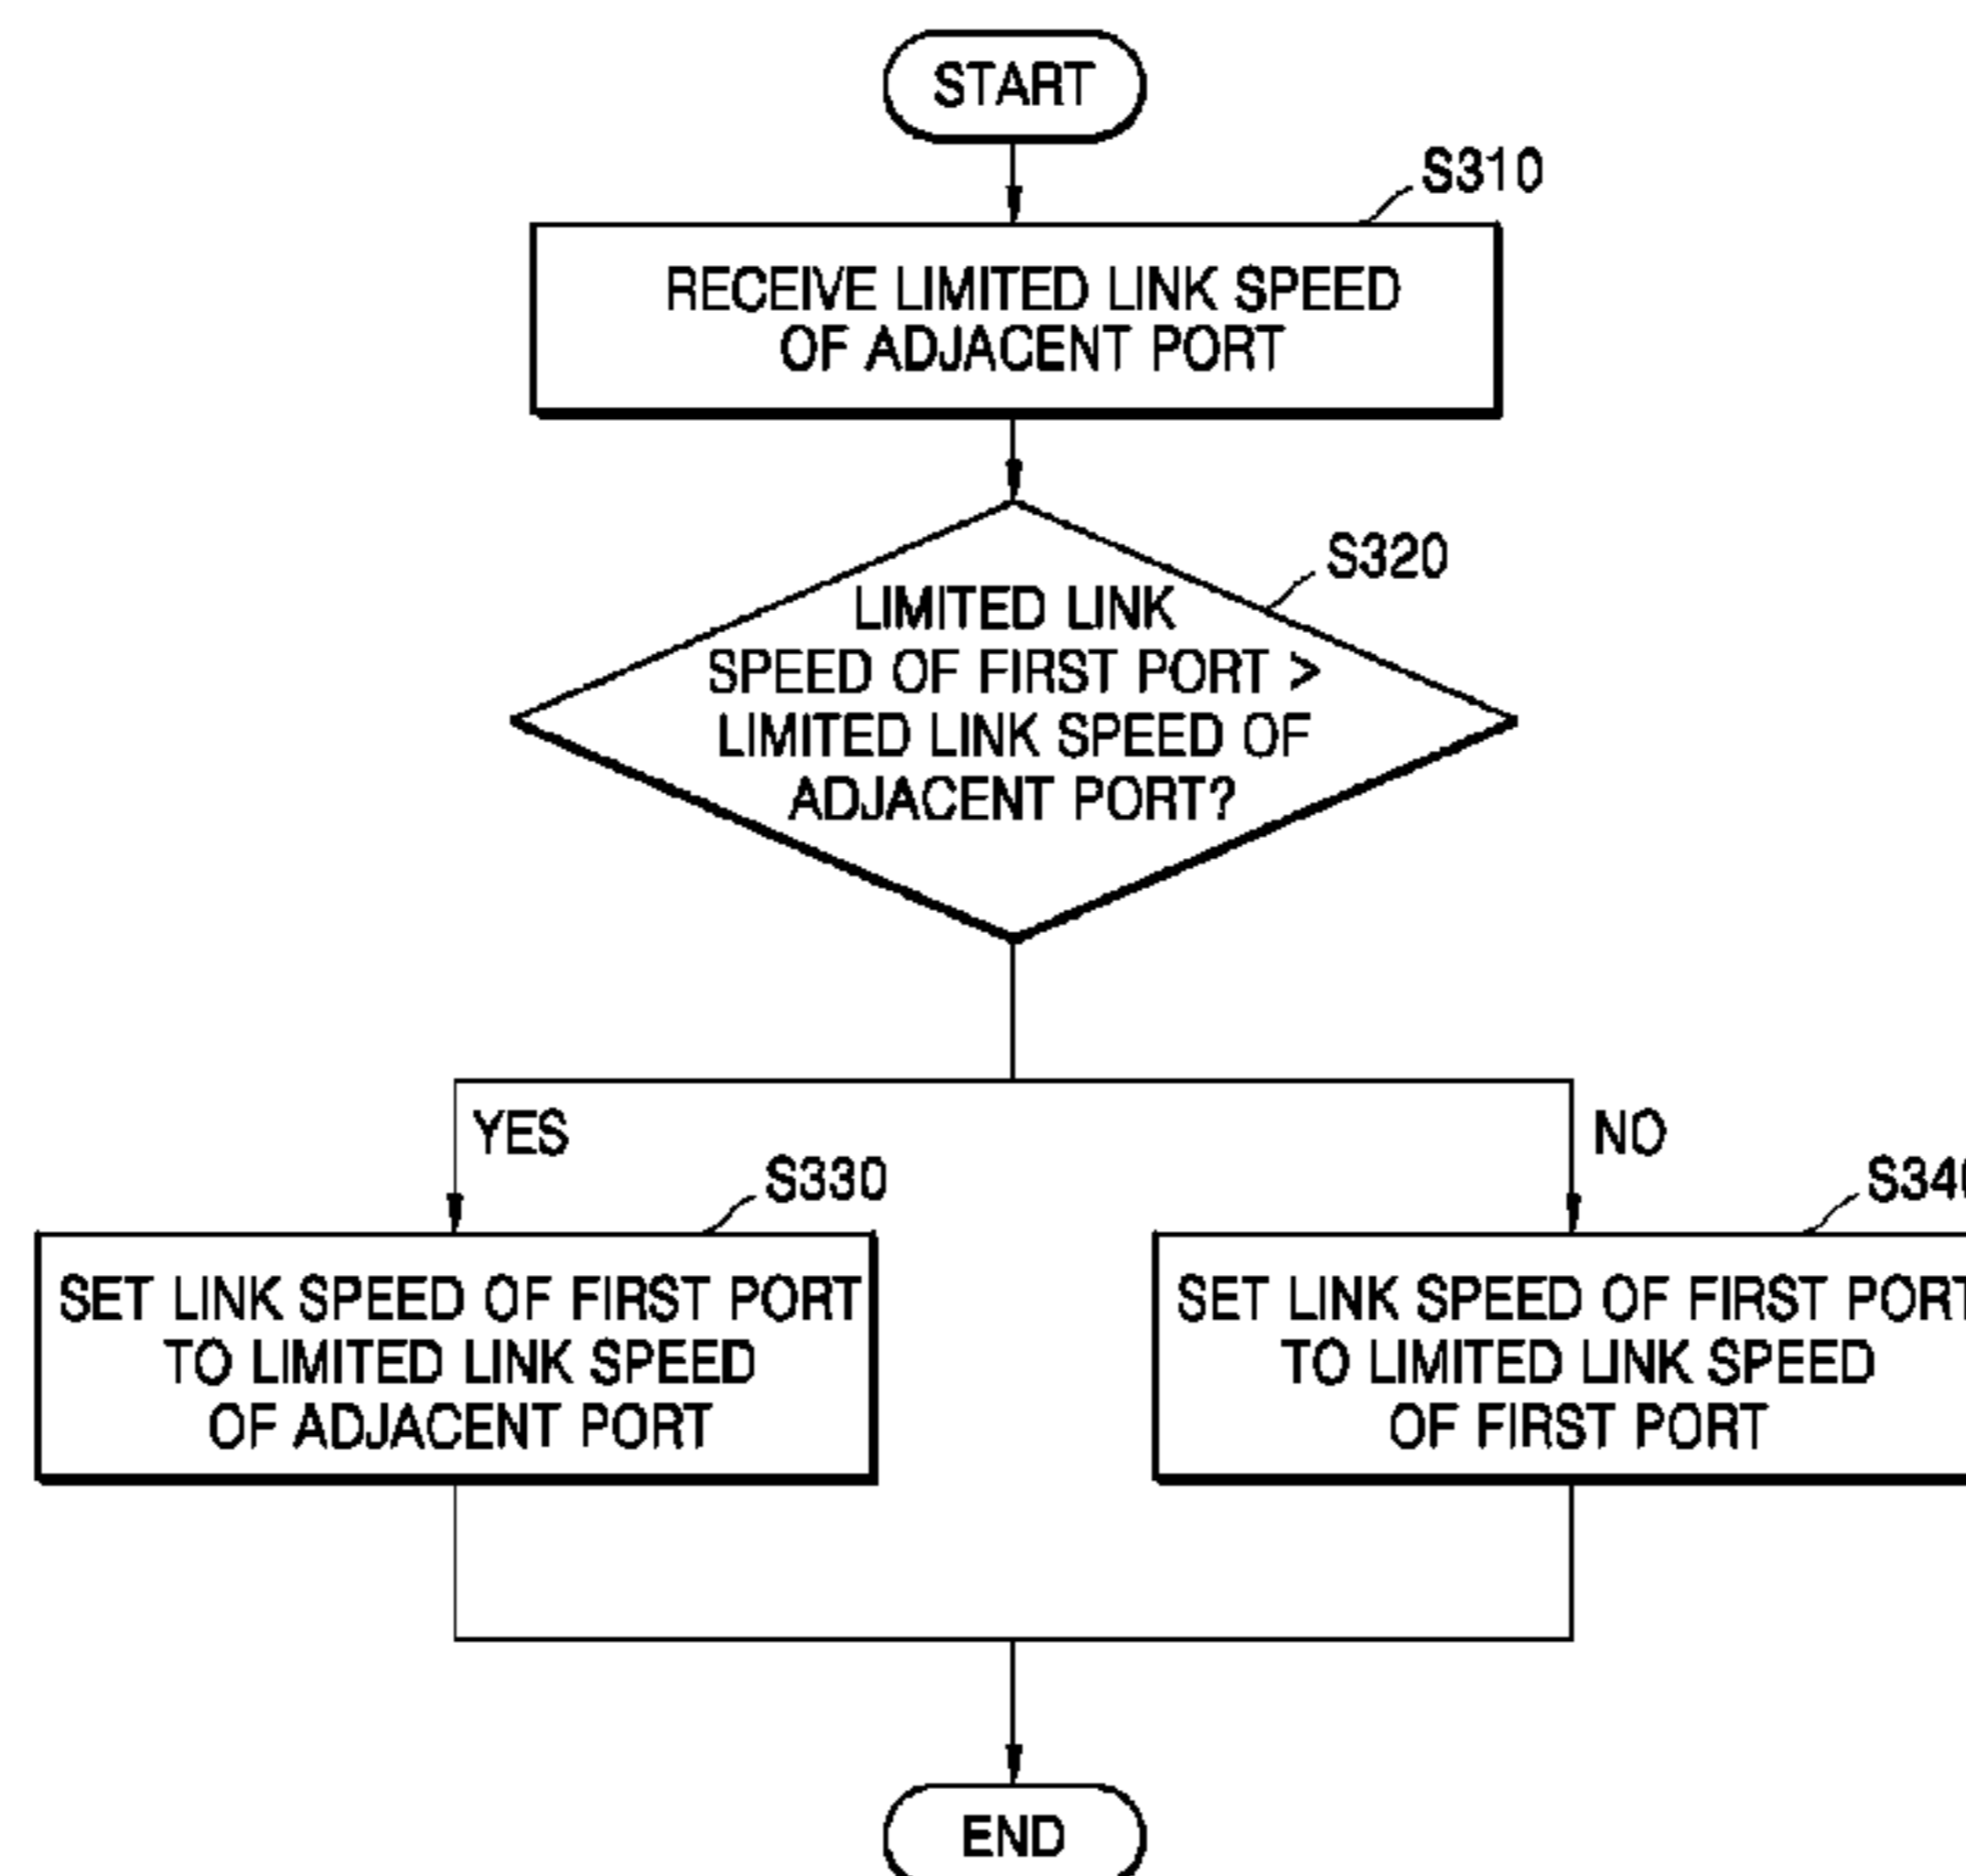 START
S310
RECEIVE LIMITED LINK SPEED
OF ADJACENT PORT
S320
LIMITED LINK
SPEED OF FIRST PORT >
LIMITED LINK SPEED OF
ADJACENT PORT?
YES
NO
S330
S340
SET LINK SPEED OF FIRST PORT
TO LIMITED LINK SPEED
OF ADJACENT PORT
SET LINK SPEED OF FIRST PORT
TO LIMITED LINK SPEED
OF FIRST PORT
END